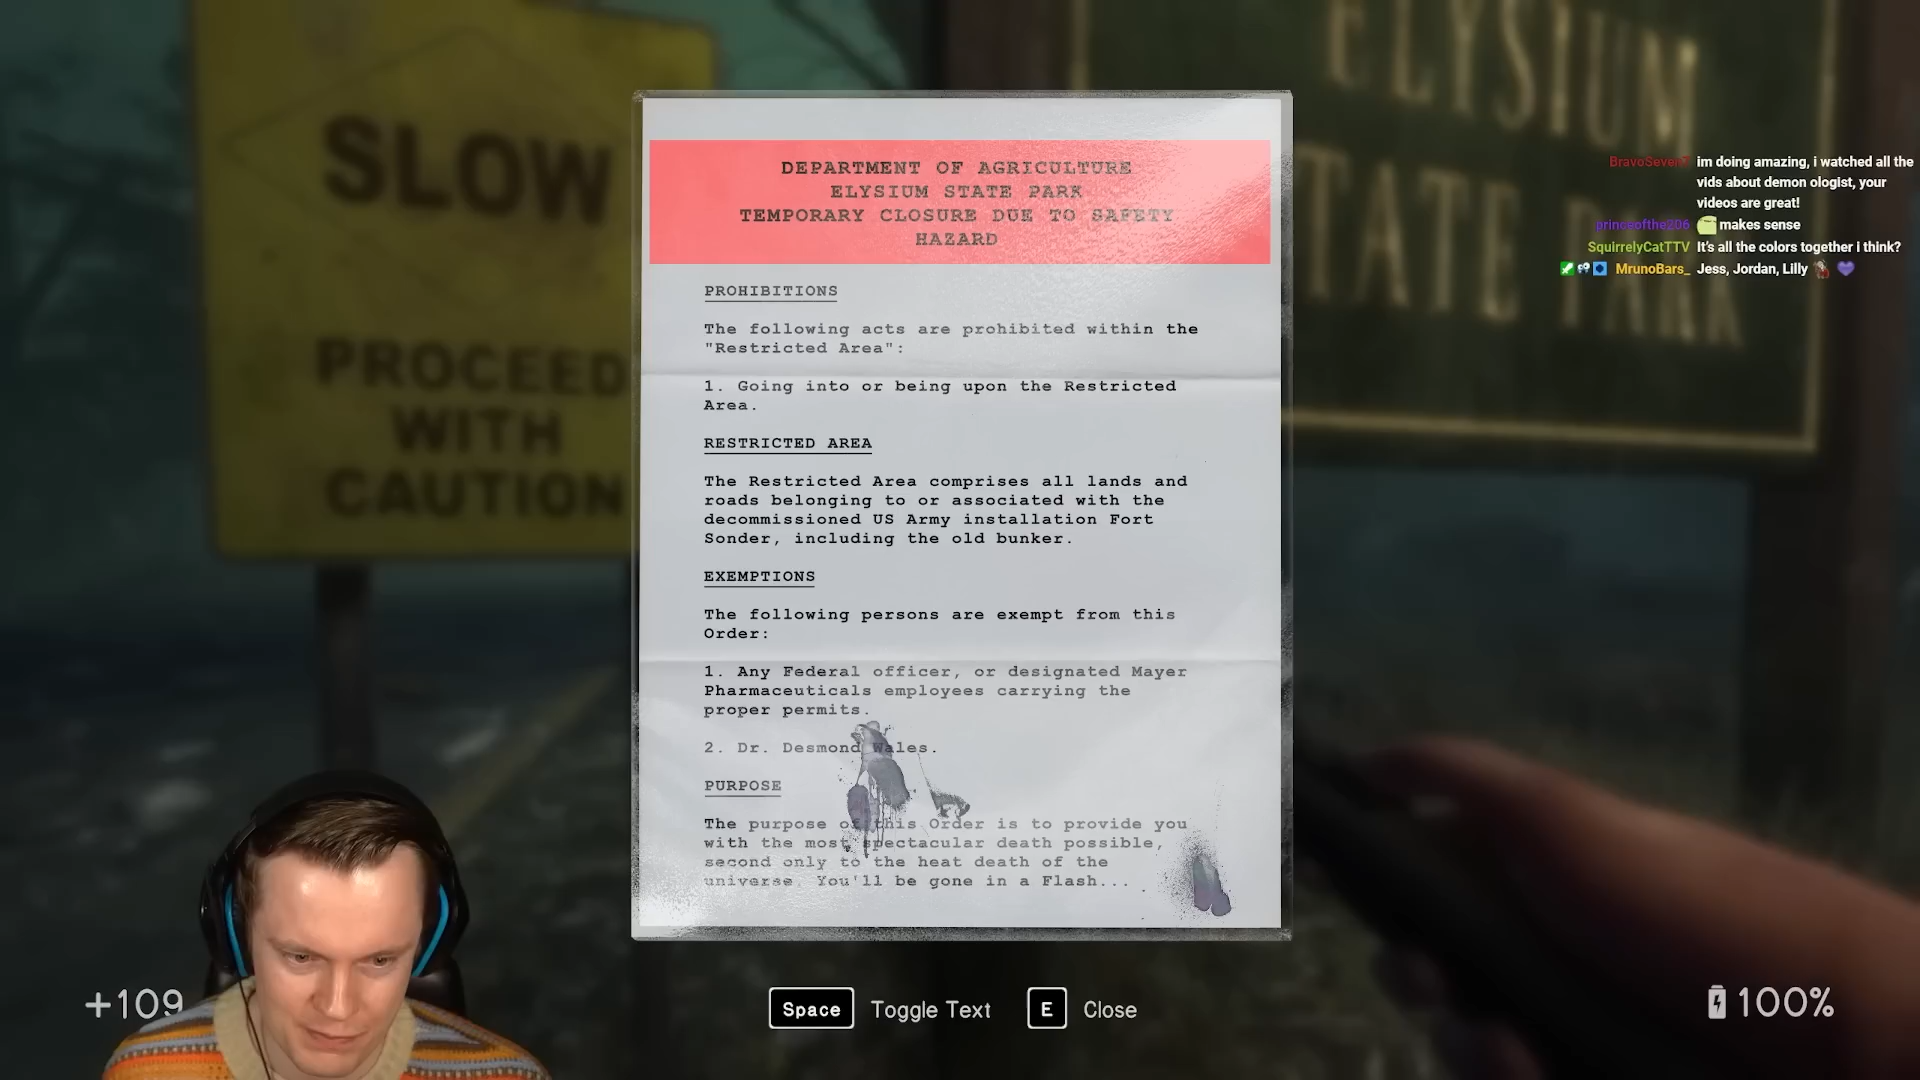 SLOW
PROCEED
WITH
CAUTION
ELYSIUM
STATE PARK
DEPARTMENT OF AGRICULTURE
ELYSIUM STATE PARK
TEMPORARY CLOSURE DUE TO SAFETY
HAZARD
PROHIBITIONS
The following acts are prohibited within the
"Restricted Area":
1. Going into or being upon the Restricted
Area.
RESTRICTED AREA
The Restricted Area comprises all lands and
roads belonging to or associated with the
decommissioned US Army installation Fort
Sonder, including the old bunker.
EXEMPTIONS
The following persons are exempt from this
Order:
1. Any Federal officer, or designated Mayer
Pharmaceuticals employees carrying the
proper permits.
2. Dr. Desmond Wales.
PURPOSE
The purpose of this Order is to provide you
with the most spectacular death possible,
second only to the heat death of the
universe. You'll be gone in a Flash...
BravoSeven7 im doing amazing, i watched all the
vids about demon ologist, your
videos are great!
princeofthe206 makes sense
SquirrelyCatTTV It's all the colors together i think?
MrunoBars_ Jess, Jordan, Lilly
+109
Space Toggle Text E Close
100%